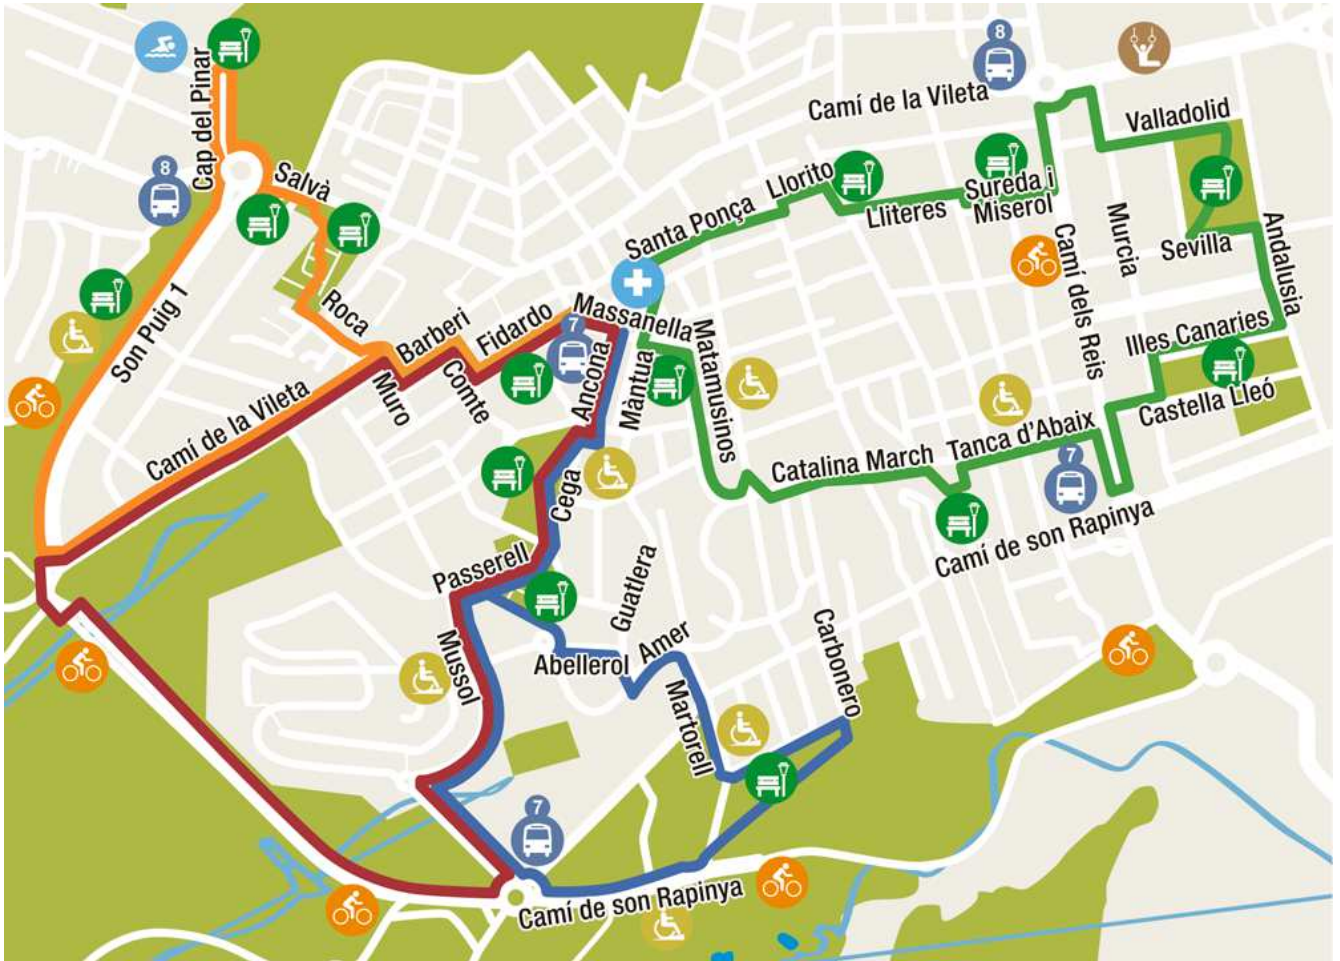 8
Cap del Pinar
Camí de la Vileta
Valladolid
8
Salvà
Llorito
Sureda i
Miserol
Lliteres
Santa Ponça
Murcia
Sevilla
Andalusia
Camí dels Reis
Son Puig 1
Roca
Barberi
Fidardo
Massanella
7
Matamusinos
Illes Canaries
Castella Lleó
Muro
Comte
Ancona
Màntua
Camí de la Vileta
Catalina March
Tanca d'Abaix
7
Cega
Camí de son Rapinya
Passerell
Guatlera
Mussol
Abellerol
Amer
Martorell
Carbonero
7
Camí de son Rapinya